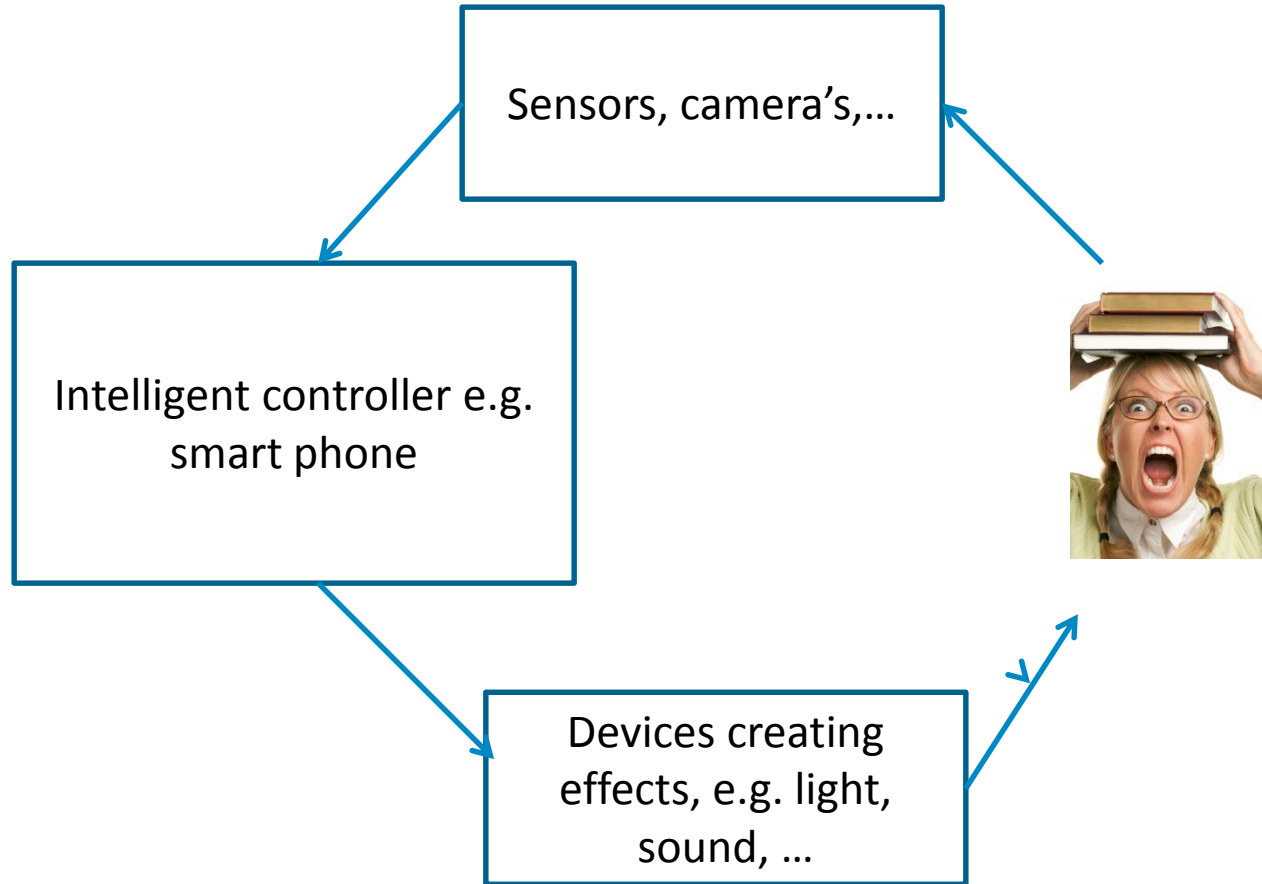 Sensors, camera’s,…
Intelligent controller e.g.
smart phone
Devices creating
effects, e.g. light,
sound, …